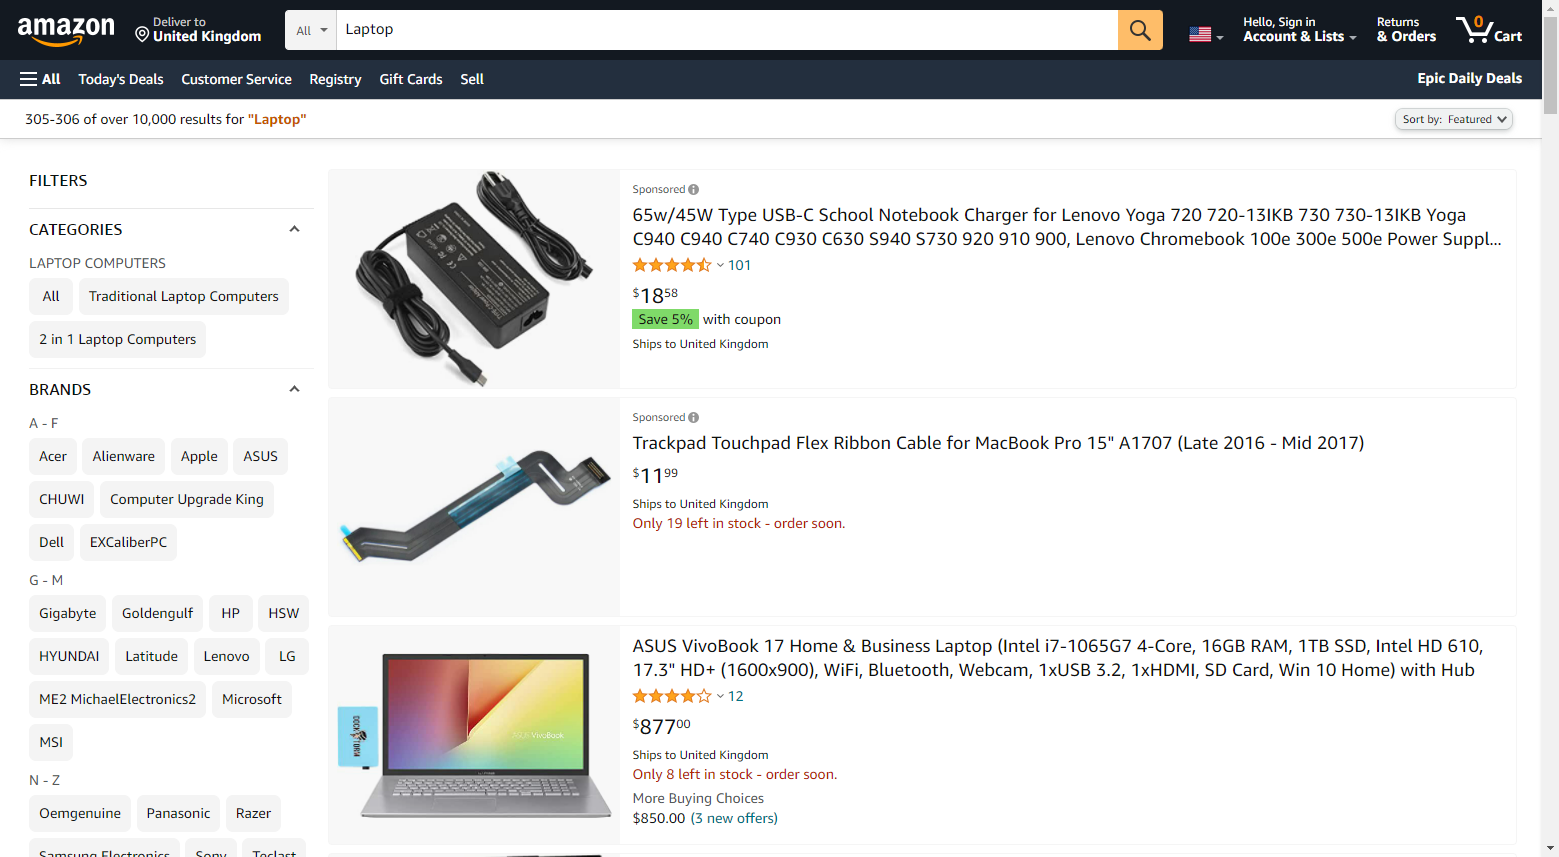 amazon
Deliver to
United Kingdom
All
Laptop
Hello, Sign in
Account & Lists
Returns
& Orders
0
Cart
All
Today's Deals
Customer Service
Registry
Gift Cards
Sell
Epic Daily Deals
305-306 of over 10,000 results for "Laptop"
Sort by: Featured
FILTERS
CATEGORIES
LAPTOP COMPUTERS
All
Traditional Laptop Computers
2 in 1 Laptop Computers
BRANDS
A - F
Acer
Alienware
Apple
ASUS
CHUWI
Computer Upgrade King
Dell
EXCaliberPC
G - M
Gigabyte
Goldengulf
HP
HSW
HYUNDAI
Latitude
Lenovo
LG
ME2 MichaelElectronics2
Microsoft
MSI
N - Z
Oemgenuine
Panasonic
Razer
Samsung Electronics
Sony
Teclast
Sponsored
65w/45W Type USB-C School Notebook Charger for Lenovo Yoga 720 720-13IKB 730 730-13IKB Yoga
C940 C940 C740 C930 C630 S940 S730 920 910 900, Lenovo Chromebook 100e 300e 500e Power Suppl...
101
$18 58
Save 5% with coupon
Ships to United Kingdom
Sponsored
Trackpad Touchpad Flex Ribbon Cable for MacBook Pro 15" A1707 (Late 2016 - Mid 2017)
$11 99
Ships to United Kingdom
Only 19 left in stock - order soon.
ASUS VivoBook 17 Home & Business Laptop (Intel i7-1065G7 4-Core, 16GB RAM, 1TB SSD, Intel HD 610,
17.3" HD+ (1600x900), WiFi, Bluetooth, Webcam, 1xUSB 3.2, 1xHDMI, SD Card, Win 10 Home) with Hub
12
$877 00
Ships to United Kingdom
Only 8 left in stock - order soon.
More Buying Choices
$850.00 (3 new offers)
ASUS VivoBook